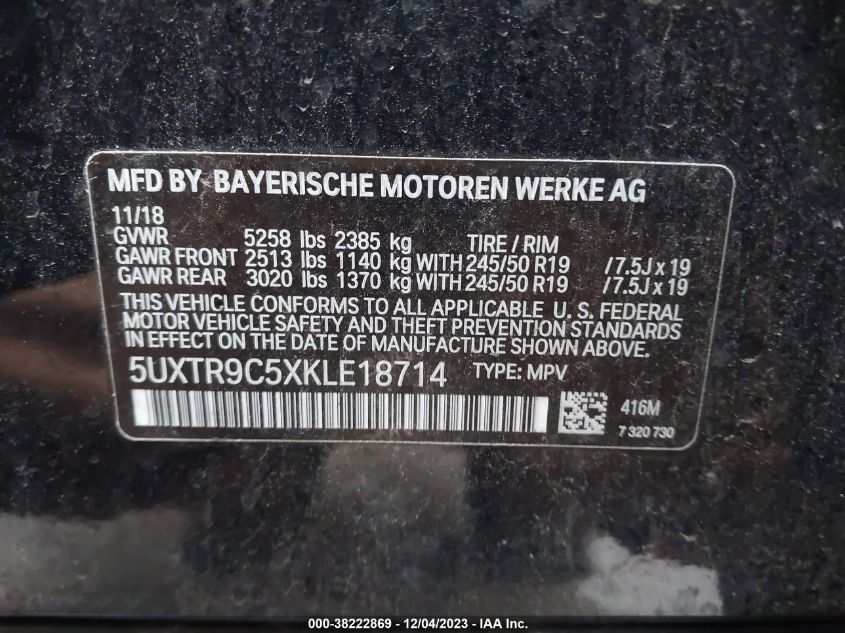 MFD BY BAYERISCHE MOTOREN WERKE AG
11/18
GVWR 5258 lbs 2385 kg TIRE / RIM
GAWR FRONT 2513 lbs 1140 kg WITH 245/50 R19 /7.5J x 19
GAWR REAR 3020 lbs 1370 kg WITH 245/50 R19 /7.5J x 19
THIS VEHICLE CONFORMS TO ALL APPLICABLE U. S. FEDERAL
MOTOR VEHICLE SAFETY AND THEFT PREVENTION STANDARDS
IN EFFECT ON THE DATE OF MANUFACTURE SHOWN ABOVE.
5UXTR9C5XKLE18714 TYPE: MPV
416M
7 320 730
000-38222869 - 12/04/2023 - IAA Inc.